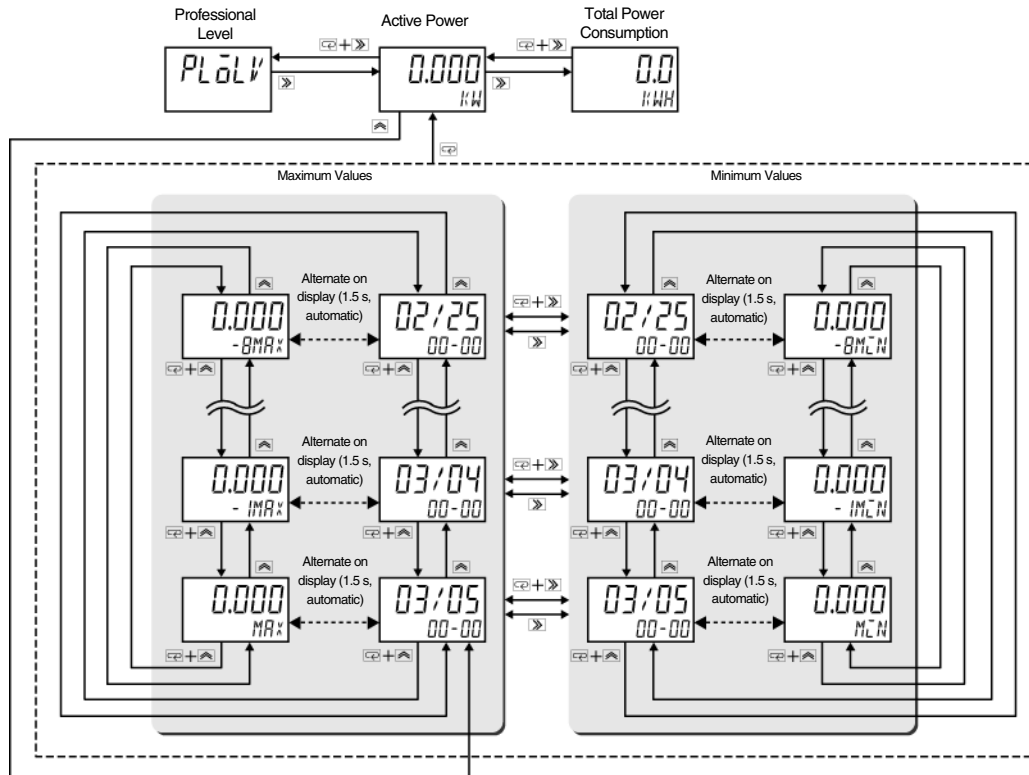 Professional
Level
Active Power
Total Power
Consumption
PLōLV
0.000
KW
0.0
KWH
+
+
Maximum Values
Minimum Values
0.000
-8MAX
Alternate on
display (1.5 s,
automatic)
02/25
00-00
+
02/25
00-00
Alternate on
display (1.5 s,
automatic)
0.000
-8MIN
+
+
+
+
0.000
-1MAX
Alternate on
display (1.5 s,
automatic)
03/04
00-00
+
03/04
00-00
Alternate on
display (1.5 s,
automatic)
0.000
-1MIN
+
+
+
+
0.000
MAX
Alternate on
display (1.5 s,
automatic)
03/05
00-00
+
03/05
00-00
Alternate on
display (1.5 s,
automatic)
0.000
MIN
+
+
+
+